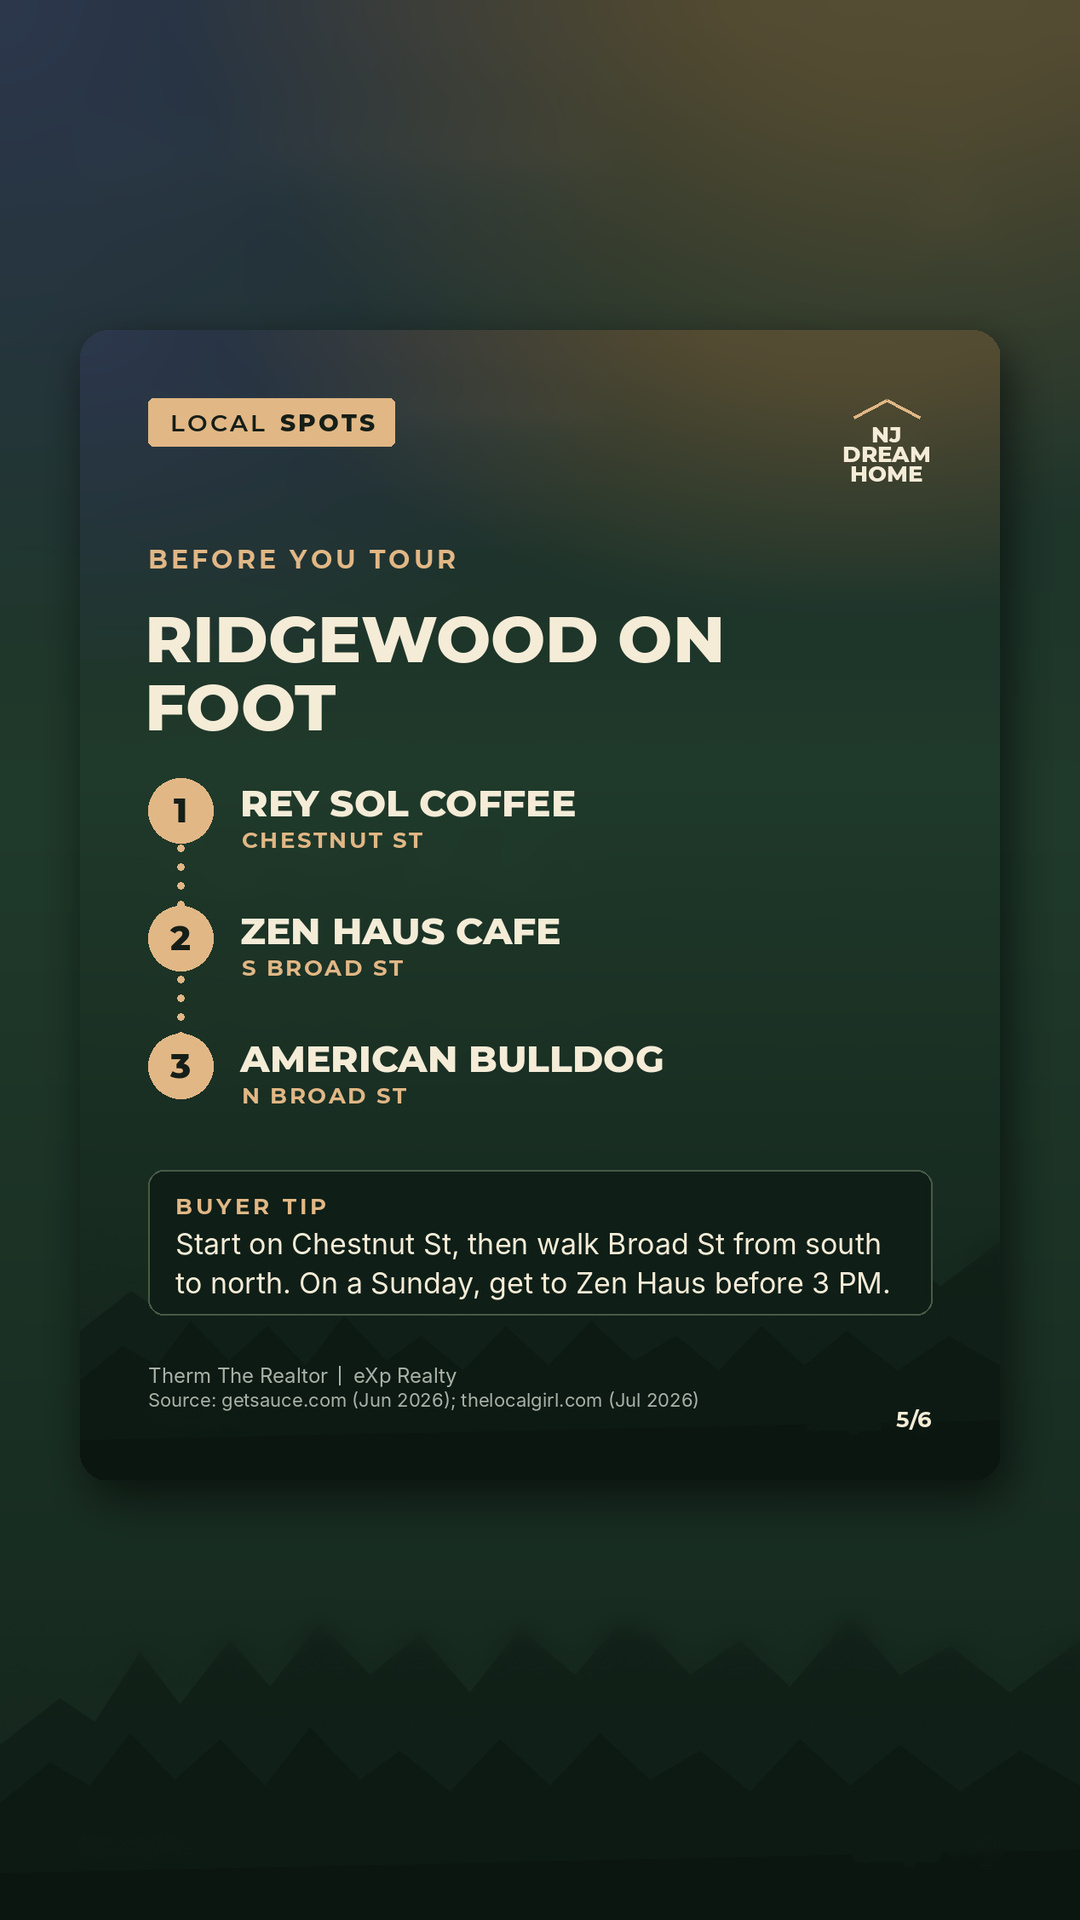 LOCAL SPOTS
NJ
DREAM
HOME
BEFORE YOU TOUR
RIDGEWOOD ON
FOOT
1
REY SOL COFFEE
CHESTNUT ST
2
ZEN HAUS CAFE
S BROAD ST
3
AMERICAN BULLDOG
N BROAD ST
BUYER TIP
Start on Chestnut St, then walk Broad St from south
to north. On a Sunday, get to Zen Haus before 3 PM.
Therm The Realtor | eXp Realty
Source: getsauce.com (Jun 2026); thelocalgirl.com (Jul 2026)
5/6